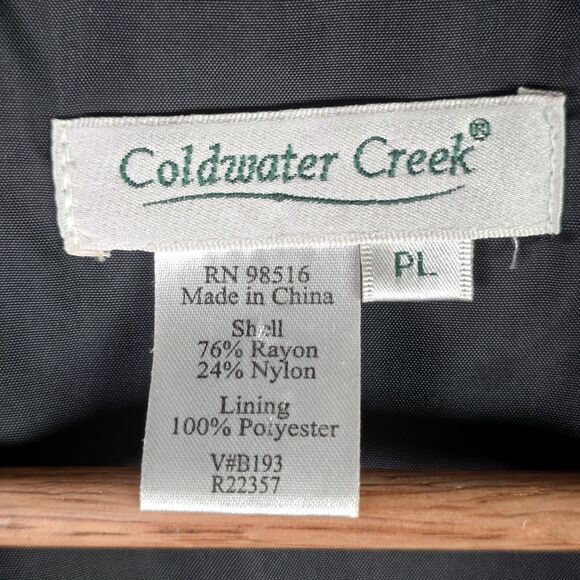 Coldwater Creek®
PL
RN 98516
Made in China
Shell
76% Rayon
24% Nylon
Lining
100% Polyester
V#B193
R22357